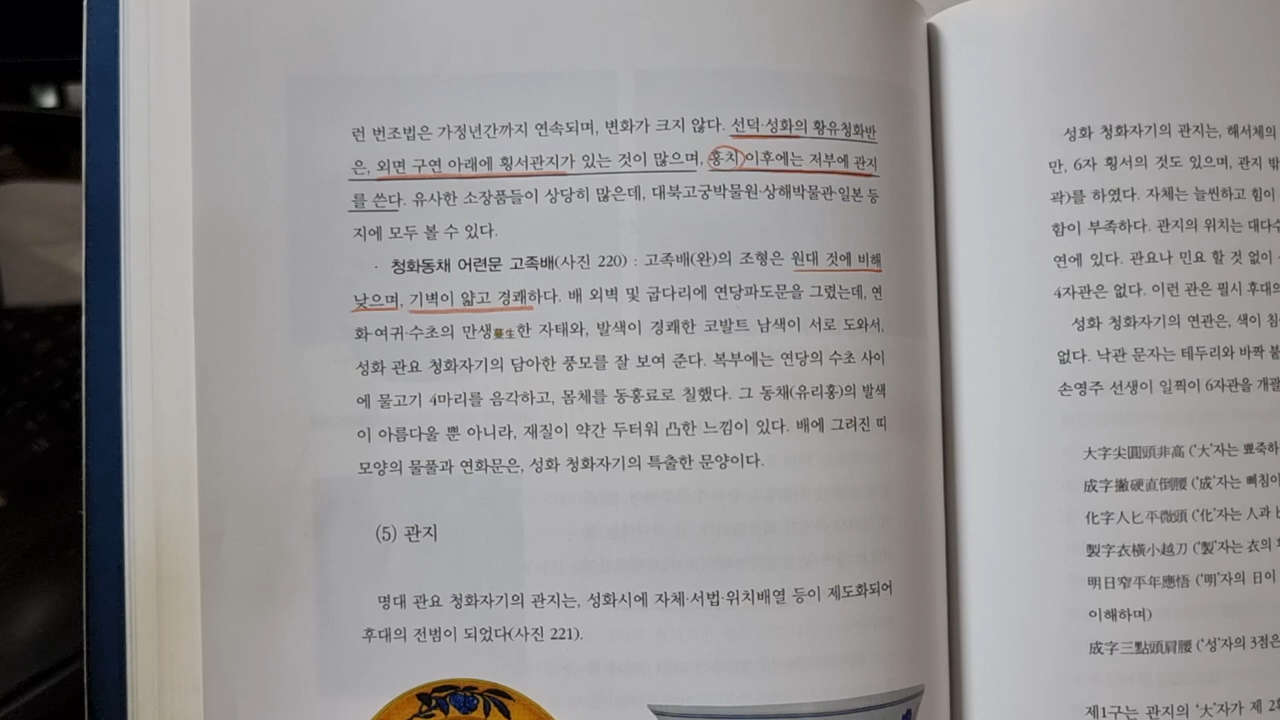 런 번조법은 가정년간까지 연속되며, 변화가 크지 않다. 선덕·성화의 황유청화반
은, 외면 구연 아래에 횡서관지가 있는 것이 많으며, 홍치 이후에는 저부에 관지
를 쓴다. 유사한 소장품들이 상당히 많은데, 대북고궁박물원·상해박물관·일본 등
지에 모두 볼 수 있다.
· 청화동채 어련문 고족배(사진 220) : 고족배(완)의 조형은 원대 것에 비해
낮으며, 기벽이 얇고 경쾌하다. 배 외벽 및 굽다리에 연당파도문을 그렸는데, 연
화·여귀·수초의 만생蔓生한 자태와, 발색이 경쾌한 코발트 남색이 서로 도와서,
성화 관요 청화자기의 담아한 풍모를 잘 보여 준다. 복부에는 연당의 수초 사이
에 물고기 4마리를 음각하고, 몸체를 동홍료로 칠했다. 그 동채(유리홍)의 발색
이 아름다울 뿐 아니라, 재질이 약간 두터워 凸한 느낌이 있다. 배에 그려진 띠
모양의 물풀과 연화문은, 성화 청화자기의 특출한 문양이다.
(5) 관지
명대 관요 청화자기의 관지는, 성화시에 자체·서법·위치배열 등이 제도화되어
후대의 전범이 되었다(사진 221).
성화 청화자기의 관지는, 해서체의
만, 6자 횡서의 것도 있으며, 관지 밖
곽)를 하였다. 자체는 늘씬하고 힘이
함이 부족하다. 관지의 위치는 대다수
연에 있다. 관요나 민요 할 것 없이
4자관은 없다. 이런 관은 필시 후대의
성화 청화자기의 연관은, 색이 침
없다. 낙관 문자는 테두리와 바짝 붙
손영주 선생이 일찍이 6자관을 개괄
大字尖圓頭非高 ('大'자는 뾰죽하
成字撇硬直倒腰 ('成'자는 삐침이
化字人匕平微頭 ('化'자는 人과 匕
製字衣橫小越刀 ('製'자는 衣의
明日窄平年應悟 ('明'자의 日이
이해하며)
成字三點頭肩腰 ('성'자의 3점은
제1구는 관지의 '大'자가 제 2획